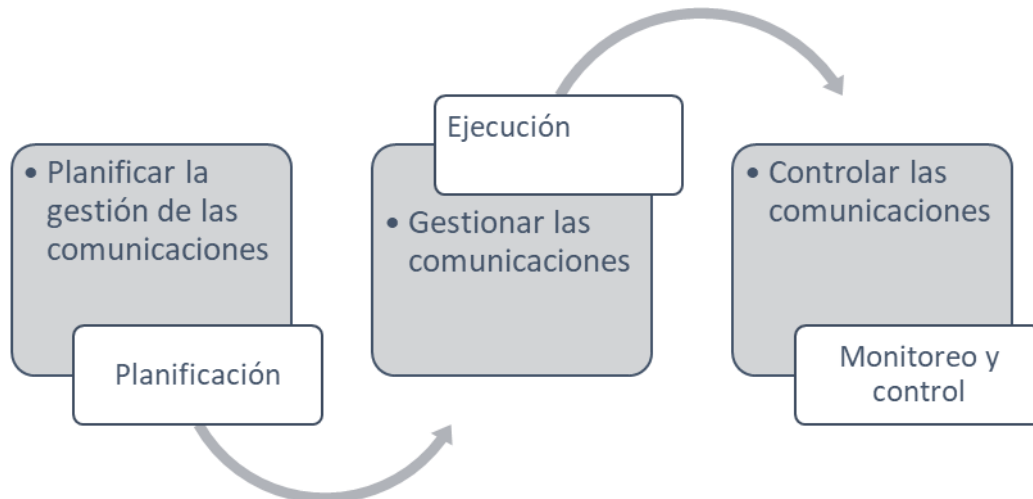 • Planificar la
gestión de las
comunicaciones
Planificación
Ejecución
• Gestionar las
comunicaciones
• Controlar las
comunicaciones
Monitoreo y
control